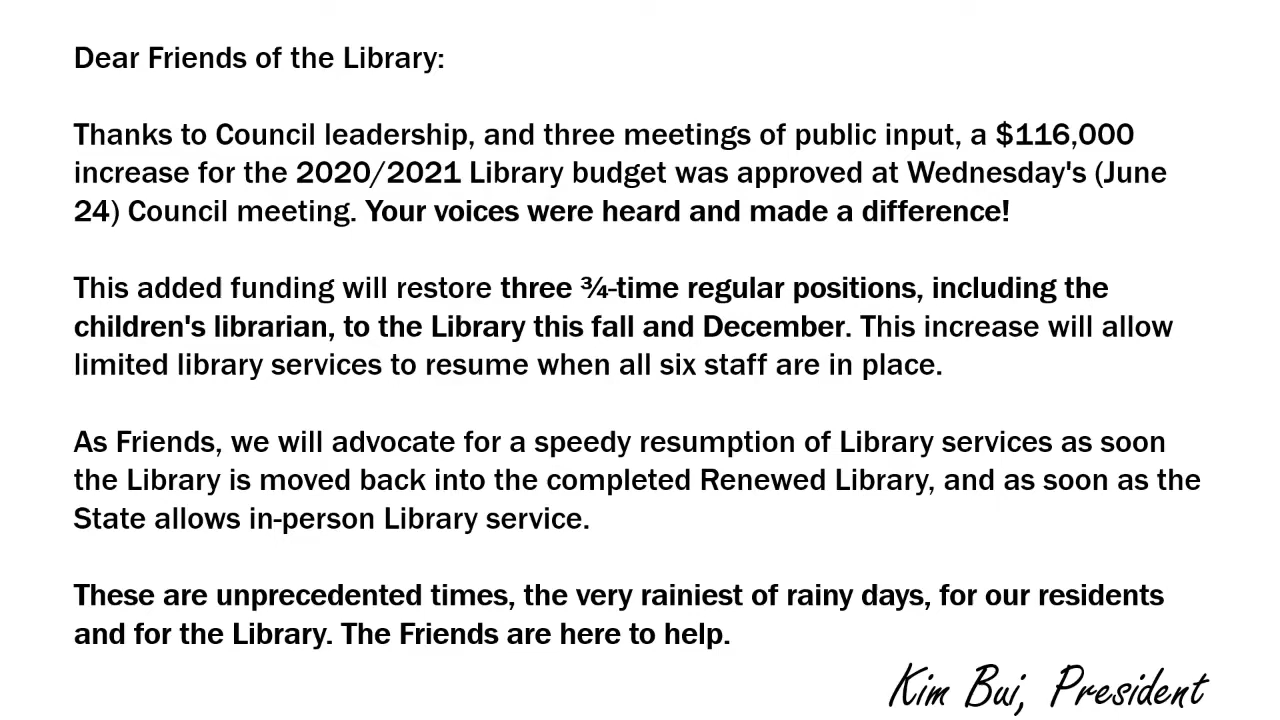 Dear Friends of the Library:
Thanks to Council leadership, and three meetings of public input, a $116,000
increase for the 2020/2021 Library budget was approved at Wednesday's (June
24) Council meeting. Your voices were heard and made a difference!
This added funding will restore three ¾-time regular positions, including the
children's librarian, to the Library this fall and December. This increase will allow
limited library services to resume when all six staff are in place.
As Friends, we will advocate for a speedy resumption of Library services as soon
the Library is moved back into the completed Renewed Library, and as soon as the
State allows in-person Library service.
These are unprecedented times, the very rainiest of rainy days, for our residents
and for the Library. The Friends are here to help.
Kim Bui, President